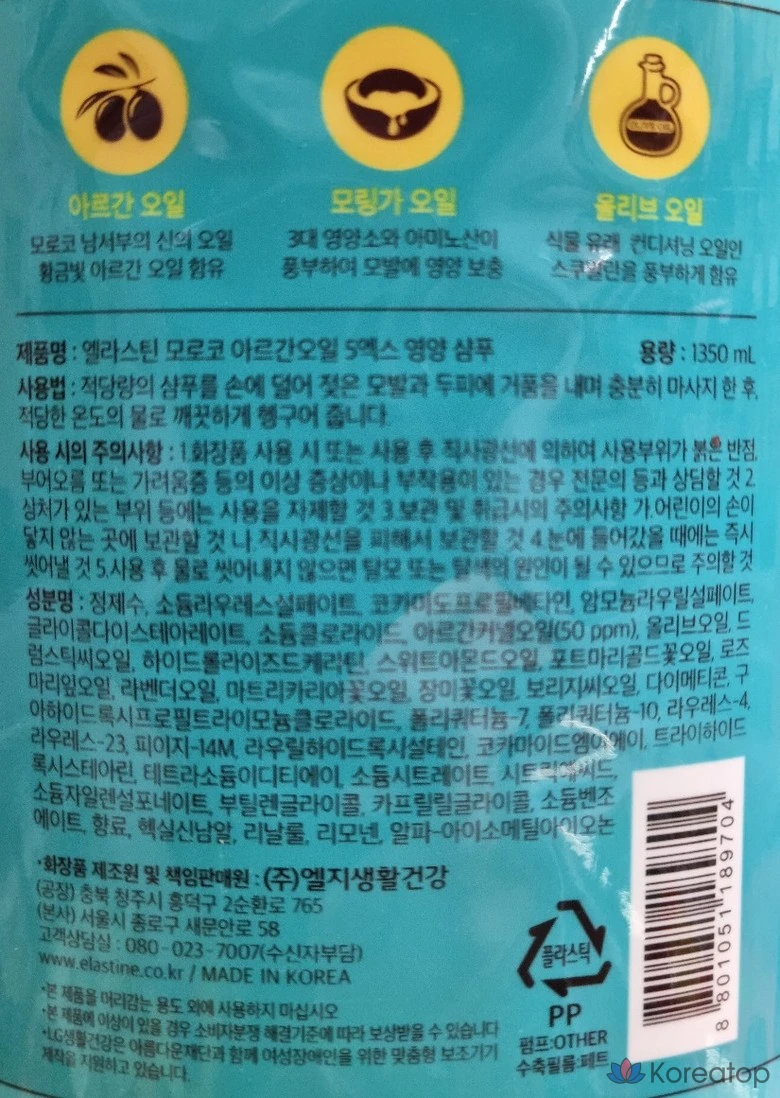 OLIVE OIL
아르간 오일
모로코 남서부의 신의 오일
황금빛 아르간 오일 함유
모링가 오일
3대 영양소와 아미노산이
풍부하여 모발에 영양 보충
올리브 오일
식물 유래 컨디셔닝 오일인
스쿠알란을 풍부하게 함유
제품명 : 엘라스틴 모로코 아르간오일 5엑스 영양 샴푸 용량 : 1350 mL
사용법 : 적당량의 샴푸를 손에 덜어 젖은 모발과 두피에 거품을 내며 충분히 마사지 한 후,
적당한 온도의 물로 깨끗하게 헹구어 줍니다.
사용 시의 주의사항 : 1.화장품 사용 시 또는 사용 후 직사광선에 의하여 사용부위가 붉은 반점,
부어오름 또는 가려움증 등의 이상 증상이나 부작용이 있는 경우 전문의 등과 상담할 것 2.
상처가 있는 부위 등에는 사용을 자제할 것 3.보관 및 취급시의 주의사항 가.어린이의 손이
닿지 않는 곳에 보관할 것 나.직사광선을 피해서 보관할 것 4.눈에 들어갔을 때에는 즉시
씻어낼 것 5.사용 후 물로 씻어내지 않으면 탈모 또는 탈색의 원인이 될 수 있으므로 주의할 것
성분명 : 정제수, 소듐라우레스설페이트, 코카미도프로필베타인, 암모늄라우릴설페이트,
글라이콜다이스테아레이트, 소듐클로라이드, 아르간커넬오일(50 ppm), 올리브오일, 드
럼스틱씨오일, 하이드롤라이즈드케라틴, 스위트아몬드오일, 포트마리골드꽃오일, 로즈
마리잎오일, 라벤더오일, 마트리카리아꽃오일, 장미꽃오일, 보리지씨오일, 다이메티콘, 구
아하이드록시프로필트라이모늄클로라이드, 폴리쿼터늄-7, 폴리쿼터늄-10, 라우레스-4,
라우레스-23, 피이지-14M, 라우릴하이드록시설테인, 코카마이드엠이에이, 트라이하이드
록시스테아린, 테트라소듐이디티에이, 소듐시트레이트, 시트릭애씨드,
소듐자일렌설포네이트, 부틸렌글라이콜, 카프릴릴글라이콜, 소듐벤조
에이트, 향료, 헥실신남알, 리날룰, 리모넨, 알파-아이소메틸아이오논
·화장품 제조원 및 책임판매원 : (주)엘지생활건강
(공장) 충북 청주시 흥덕구 2순환로 765
(본사) 서울시 종로구 새문안로 58
고객상담실 : 080-023-7007(수신자부담)
www.elastine.co.kr / MADE IN KOREA
·본 제품을 머리감는 용도 외에 사용하지 마십시오
·본 제품에 이상이 있을 경우 소비자분쟁 해결기준에 따라 보상받을 수 있습니다
·LG생활건강은 아름다운재단과 함께 여성장애인을 위한 맞춤형 보조기기
제작을 지원하고 있습니다.
플라스틱
PP
펌프:OTHER
수축필름:페트
8 801051 189704
Koreatop